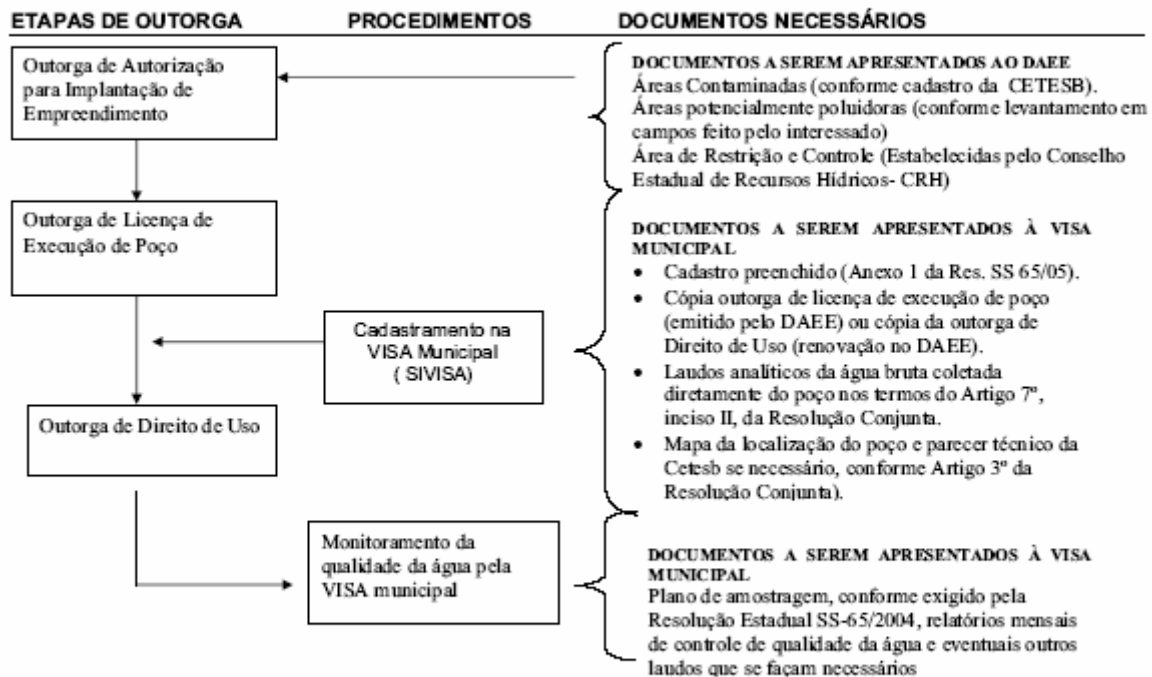 ETAPAS DE OUTORGA
PROCEDIMENTOS
DOCUMENTOS NECESSÁRIOS
Outorga de Autorização
para Implantação de
Empreendimento
DOCUMENTOS A SEREM APRESENTADOS AO DAEE
Áreas Contaminadas (conforme cadastro da CETESB).
Áreas potencialmente poluidoras (conforme levantamento em
campos feito pelo interessado)
Área de Restrição e Controle (Estabelecidas pelo Conselho
Estadual de Recursos Hídricos- CRH)
Outorga de Licença de
Execução de Poço
Cadastramento na
VISA Municipal
( SIVISA)
DOCUMENTOS A SEREM APRESENTADOS À VISA
MUNICIPAL
• Cadastro preenchido (Anexo 1 da Res. SS 65/05).
• Cópia outorga de licença de execução de poço
(emitido pelo DAEE) ou cópia da outorga de
Direito de Uso (renovação no DAEE).
• Laudos analíticos da água bruta coletada
diretamente do poço nos termos do Artigo 7º,
inciso II, da Resolução Conjunta.
• Mapa da localização do poço e parecer técnico da
Cetesb se necessário, conforme Artigo 3º da
Resolução Conjunta).
Outorga de Direito de Uso
Monitoramento da
qualidade da água pela
VISA municipal
DOCUMENTOS A SEREM APRESENTADOS À VISA
MUNICIPAL
Plano de amostragem, conforme exigido pela
Resolução Estadual SS-65/2004, relatórios mensais
de controle de qualidade da água e eventuais outros
laudos que se façam necessários